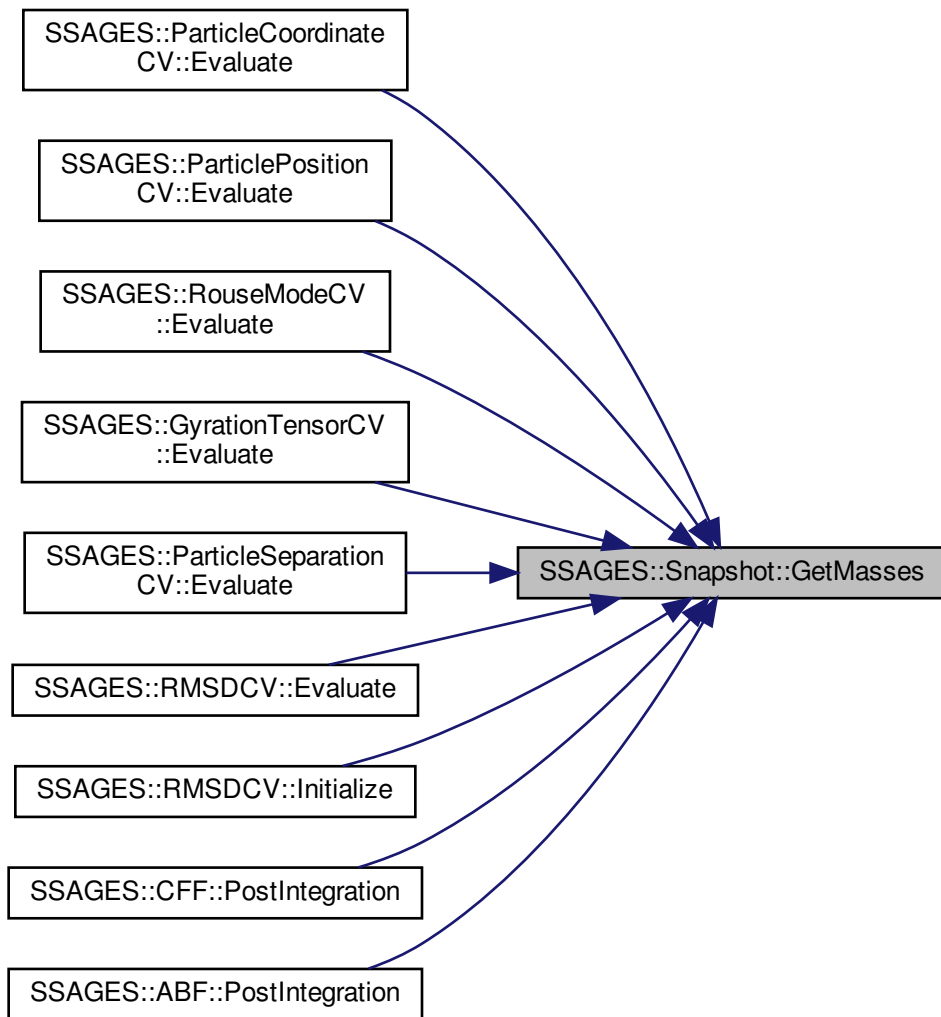 SSAGES::ParticleCoordinate
CV::Evaluate
SSAGES::ParticlePosition
CV::Evaluate
SSAGES::RouseModeCV
::Evaluate
SSAGES::GyrationTensorCV
::Evaluate
SSAGES::ParticleSeparation
CV::Evaluate
SSAGES::Snapshot::GetMasses
SSAGES::RMSDCV::Evaluate
SSAGES::RMSDCV::Initialize
SSAGES::CFF::PostIntegration
SSAGES::ABF::PostIntegration